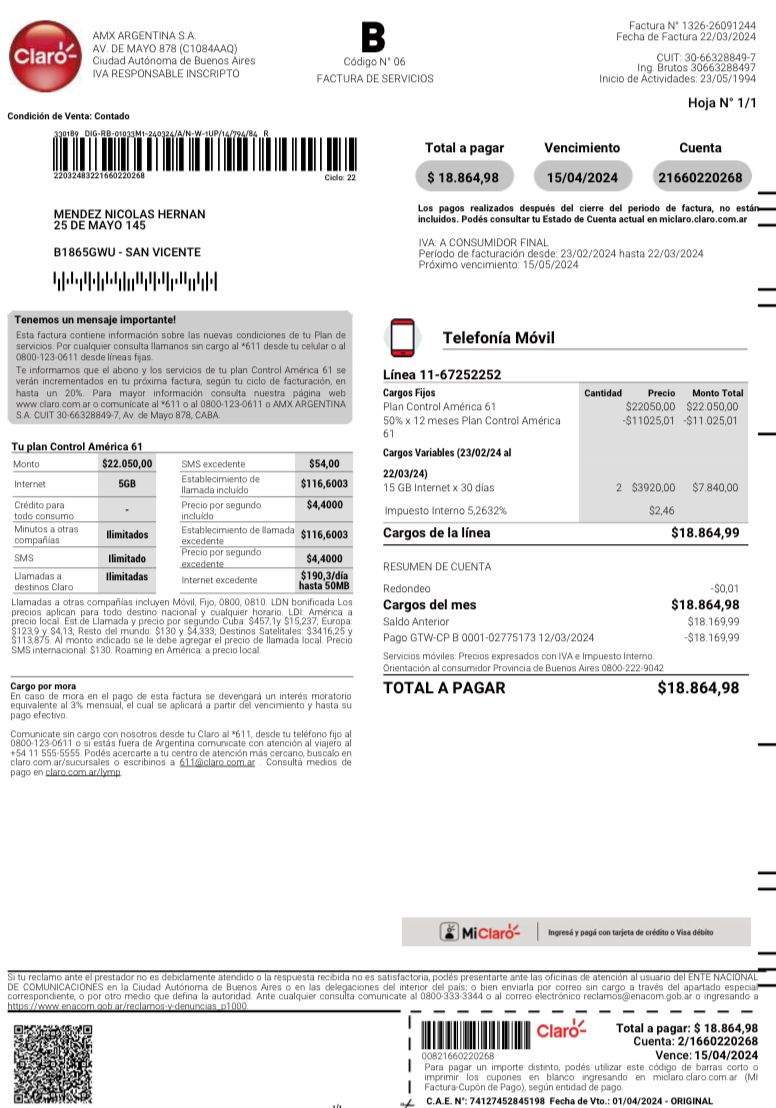 Claro
AMX ARGENTINA S.A.
AV. DE MAYO 878 (C1084AAQ)
Ciudad Autónoma de Buenos Aires
IVA RESPONSABLE INSCRIPTO
B
Código N° 06
FACTURA DE SERVICIOS
Factura N° 1326-26091244
Fecha de Factura 22/03/2024
CUIT: 30-66328849-7
Ing. Brutos 30663288497
Inicio de Actividades: 23/05/1994
Hoja N° 1/1
Condición de Venta: Contado
330189 DIG-RB-01033M1-240324/A/N-W-1UP/14/794/84 R
22032483221660220268
Ciclo: 22
MENDEZ NICOLAS HERNAN
25 DE MAYO 145
B1865GWU - SAN VICENTE
Total a pagar Vencimiento Cuenta
$ 18.864,98 15/04/2024 21660220268
Los pagos realizados después del cierre del periodo de factura, no están
incluidos. Podés consultar tu Estado de Cuenta actual en miclaro.claro.com.ar
IVA: A CONSUMIDOR FINAL
Período de facturación desde: 23/02/2024 hasta 22/03/2024
Próximo vencimiento: 15/05/2024
Tenemos un mensaje importante!
Esta factura contiene información sobre las nuevas condiciones de tu Plan de
servicios. Por cualquier consulta llamanos sin cargo al *611 desde tu celular o al
0800-123-0611 desde líneas fijas.
Te informamos que el abono y los servicios de tu plan Control América 61 se
verán incrementados en tu próxima factura, según tu ciclo de facturación, en
hasta un 20%. Para mayor información consulta nuestra página web
www.claro.com.ar o comunícate al *611 o al 0800-123-0611 o AMX ARGENTINA
S.A. CUIT 30-66328849-7, Av. de Mayo 878, CABA.
Tu plan Control América 61
Monto $22.050,00 SMS excedente $54,00
Internet 5GB Establecimiento de llamada incluído $116,6003
Crédito para todo consumo - Precio por segundo incluído $4,4000
Minutos a otras compañías Ilimitados Establecimiento de llamada excedente $116,6003
SMS Ilimitado Precio por segundo excedente $4,4000
Llamadas a destinos Claro Ilimitadas Internet excedente $190,3/día hasta 50MB
Llamadas a otras compañías incluyen Móvil, Fijo, 0800, 0810. LDN bonificada Los
precios aplican para todo destino nacional y cualquier horario. LDI: América a
precio local. Est.de Llamada y precio por segundo Cuba: $457,1y $15,237; Europa:
$123,9 y $4,13; Resto del mundo: $130 y $4,333; Destinos Satelitales: $3416,25 y
$113,875. Al monto indicado se le debe agregar el precio de llamada local. Precio
SMS internacional: $130. Roaming en América: a precio local.
Cargo por mora
En caso de mora en el pago de esta factura se devengará un interés moratorio
equivalente al 3% mensual, el cual se aplicará a partir del vencimiento y hasta su
pago efectivo.
Comunicate sin cargo con nosotros desde tu Claro al *611, desde tu teléfono fijo al
0800-123-0611 o si estás fuera de Argentina comunicate con atención al viajero al
+54 11 555-5555. Podés acercarte a tu centro de atención más cercano, buscalo en
claro.com.ar/sucursales o escribinos a 611@claro.com.ar . Consultá medios de
pago en claro.com.ar/lymp.
Telefonía Móvil
Línea 11-67252252
Cargos Fijos Cantidad Precio Monto Total
Plan Control América 61 $22050,00 $22.050,00
50% x 12 meses Plan Control América -$11025,01 -$11.025,01
61
Cargos Variables (23/02/24 al
22/03/24)
15 GB Internet x 30 días 2 $3920,00 $7.840,00
Impuesto Interno 5,2632% $2,46
Cargos de la línea $18.864,99
RESUMEN DE CUENTA
Redondeo -$0,01
Cargos del mes $18.864,98
Saldo Anterior $18.169,99
Pago GTW-CP B 0001-02775173 12/03/2024 -$18.169,99
Servicios móviles: Precios expresados con IVA e Impuesto Interno.
Orientación al consumidor Provincia de Buenos Aires 0800-222-9042
TOTAL A PAGAR $18.864,98
MiClaro Ingresá y pagá con tarjeta de crédito o Visa débito
Si tu reclamo ante el prestador no es debidamente atendido o la respuesta recibida no es satisfactoria, podés presentarte ante las oficinas de atención al usuario del ENTE NACIONAL
DE COMUNICACIONES en la Ciudad Autónoma de Buenos Aires o en las delegaciones del interior del país; o bien enviarla por correo sin cargo a través del apartado especial
correspondiente, o por otro medio que defina la autoridad. Ante cualquier consulta comunicate al 0800-333-3344 o al correo electrónico reclamos@enacom.gob.ar o ingresando a
https://www.enacom.gob.ar/reclamos-y-denuncias_p1000.
Claro
00821660220268
Total a pagar: $ 18.864,98
Cuenta: 2/1660220268
Vence: 15/04/2024
Para pagar un importe distinto, podés utilizar este código de barras corto o
imprimir los cupones en blanco ingresando en miclaro.claro.com.ar (MI
Factura-Cupón de Pago), según entidad de pago.
C.A.E. N°: 74127452845198 Fecha de Vto.: 01/04/2024 - ORIGINAL